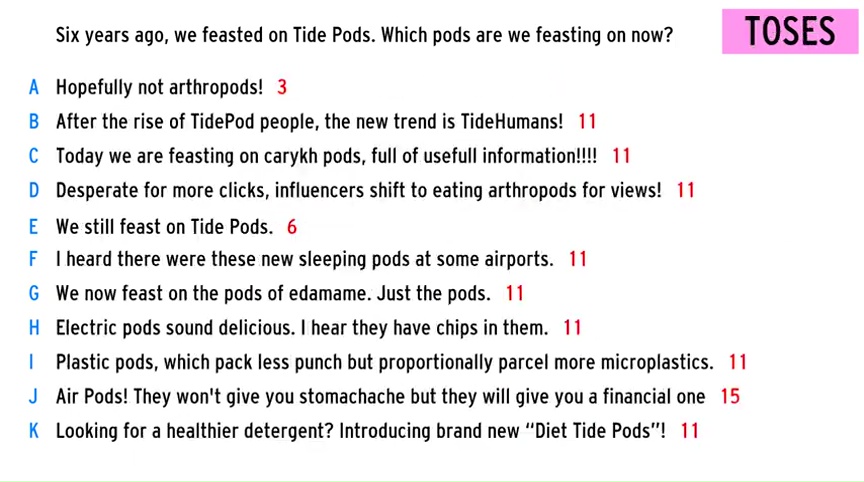 Six years ago, we feasted on Tide Pods. Which pods are we feasting on now?
TOSES
A Hopefully not arthropods! 3
B After the rise of TidePod people, the new trend is TideHumans! 11
C Today we are feasting on carykh pods, full of usefull information!!!! 11
D Desperate for more clicks, influencers shift to eating arthropods for views! 11
E We still feast on Tide Pods. 6
F I heard there were these new sleeping pods at some airports. 11
G We now feast on the pods of edamame. Just the pods. 11
H Electric pods sound delicious. I hear they have chips in them. 11
I Plastic pods, which pack less punch but proportionally parcel more microplastics. 11
J Air Pods! They won't give you stomachache but they will give you a financial one 15
K Looking for a healthier detergent? Introducing brand new “Diet Tide Pods”! 11